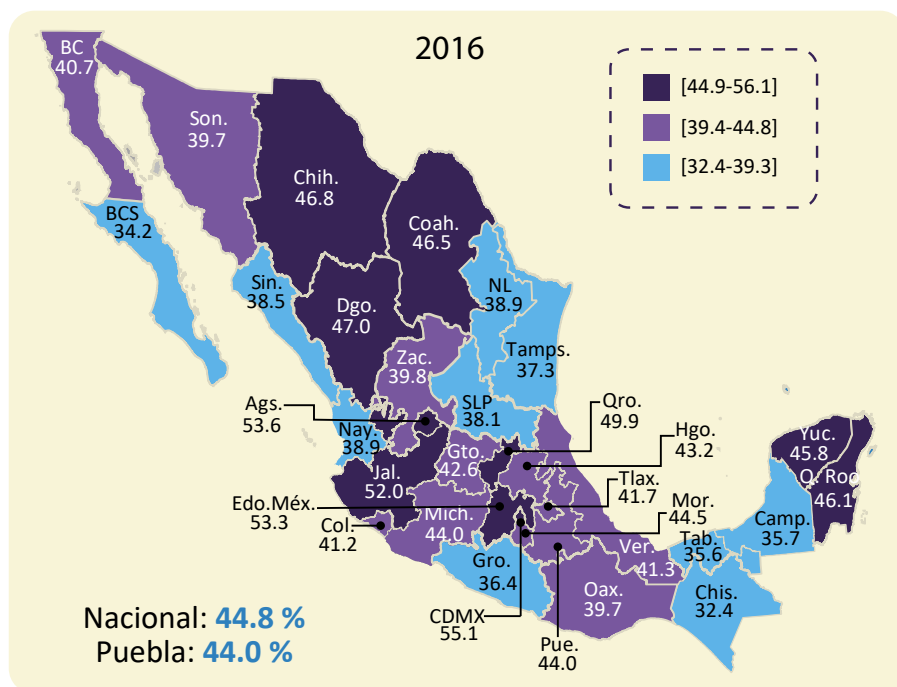 2016
[44.9-56.1]
[39.4-44.8]
[32.4-39.3]
BC
40.7
Son.
39.7
Chih.
46.8
BCS
34.2
Coah.
46.5
Sin.
38.5
NL
38.9
Dgo.
47.0
Tamps.
37.3
Zac.
39.8
Ags.
53.6
SLP
38.1
Qro.
49.9
Nay.
38.9
Hgo.
43.2
Gto.
42.6
Yuc.
45.8
Jal.
52.0
Tlax.
41.7
Q. Roo
46.1
Edo.Méx.
53.3
Mor.
44.5
Col.
41.2
Mich.
44.0
Camp.
35.7
Tab.
35.6
Ver.
41.3
Gro.
36.4
Oax.
39.7
Chis.
32.4
CDMX
55.1
Pue.
44.0
Nacional: 44.8 %
Puebla: 44.0 %